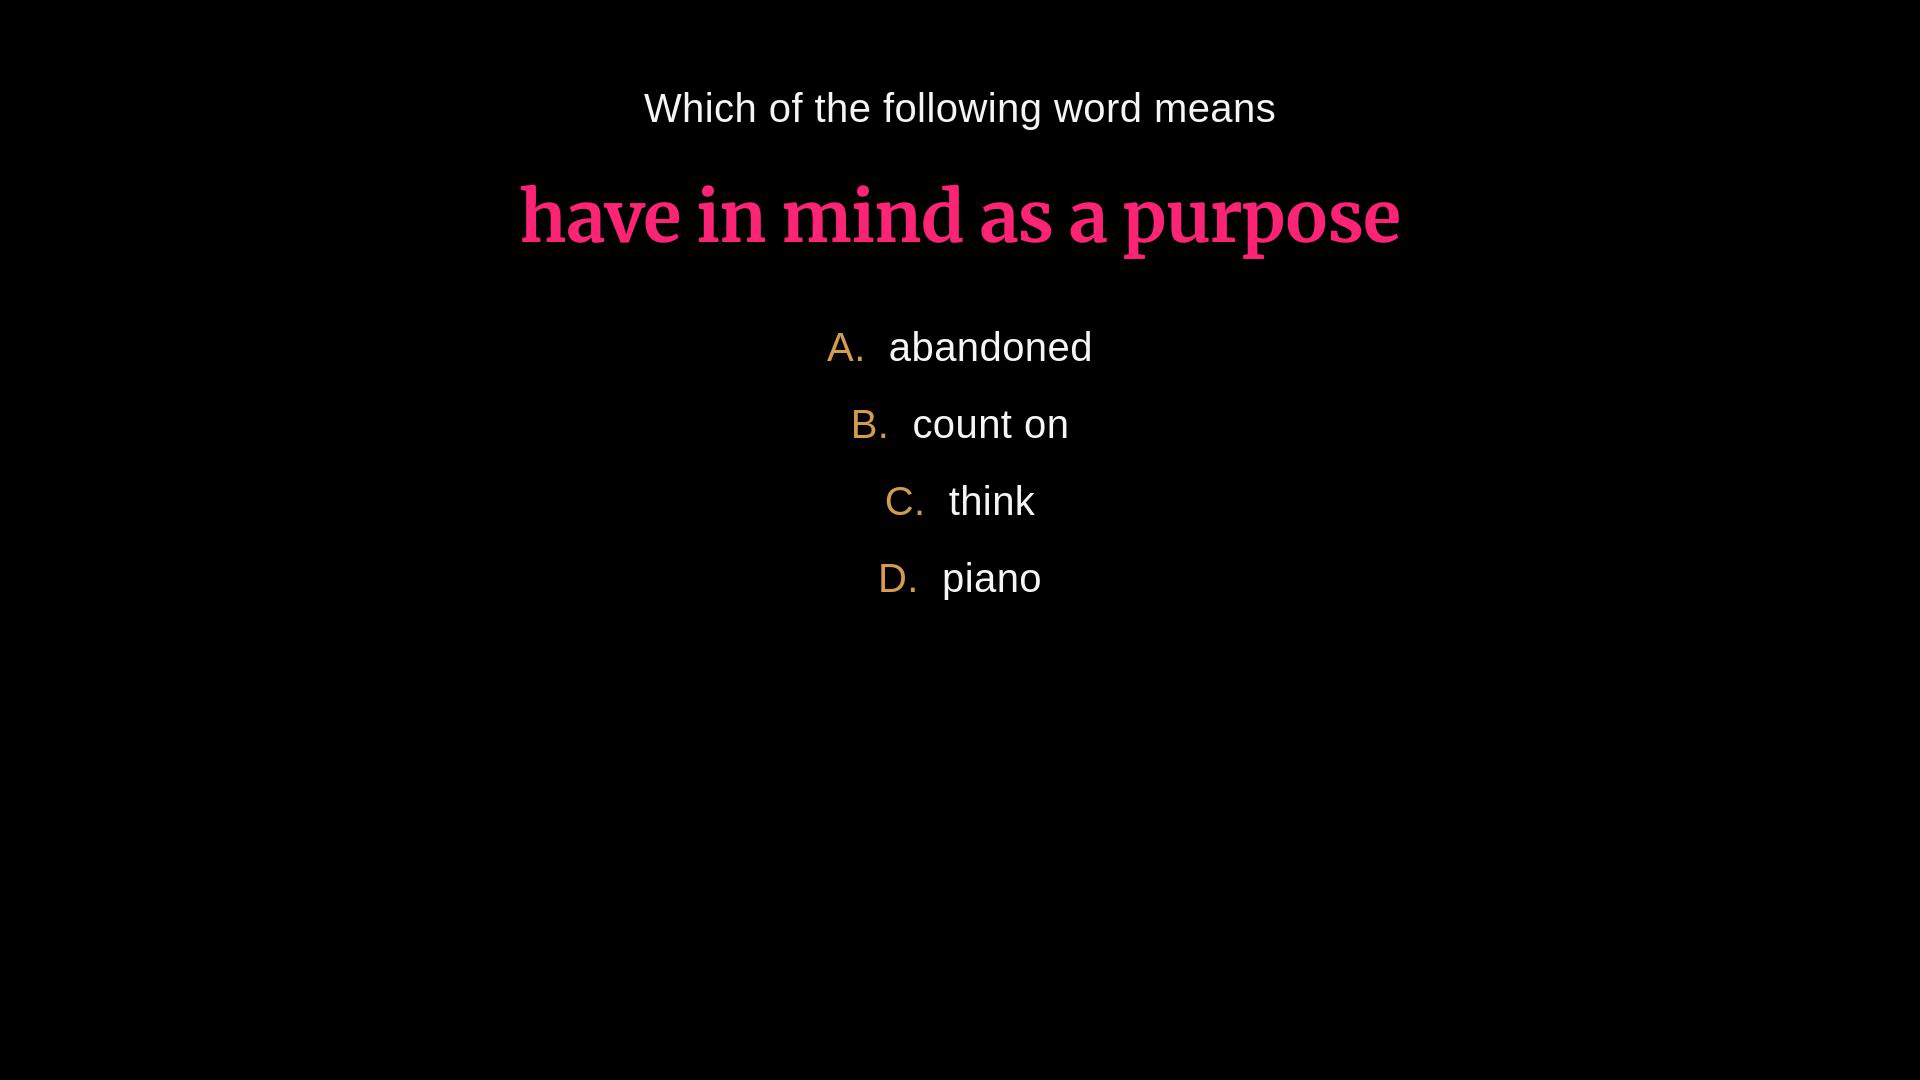 Which of the following word means
have in mind as a purpose
A. abandoned
B. count on
C. think
D. piano